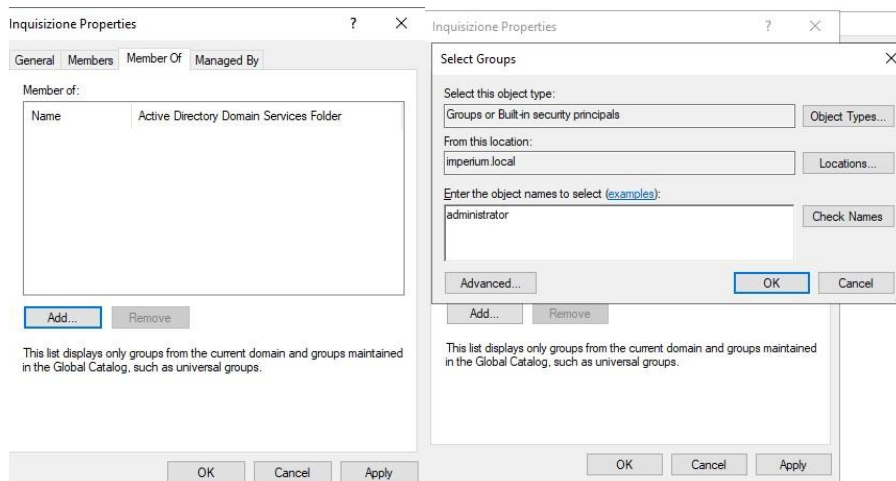 Inquisizione Properties
? X
General Members Member Of Managed By
Member of:
Name Active Directory Domain Services Folder
Add... Remove
This list displays only groups from the current domain and groups maintained
in the Global Catalog, such as universal groups.
OK Cancel Apply
Inquisizione Properties
? X
Select Groups
X
Select this object type:
Groups or Built-in security principals
Object Types...
From this location:
imperium.local
Locations...
Enter the object names to select (examples):
administrator
Check Names
Advanced...
OK Cancel
Add... Remove
This list displays only groups from the current domain and groups maintained
in the Global Catalog, such as universal groups.
OK Cancel Apply